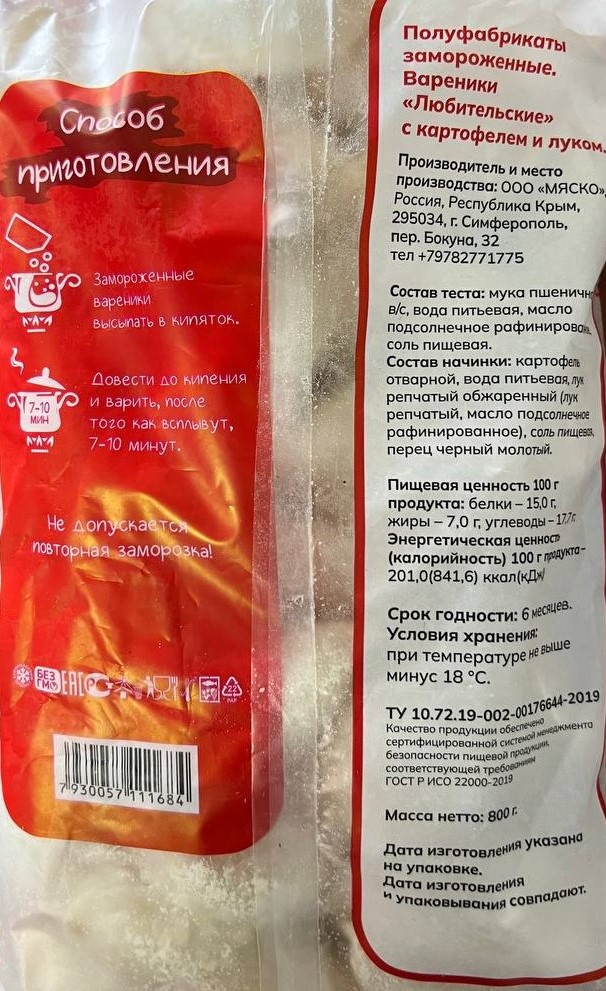 Способ
приготовления
Замороженные
вареники
высыпать в кипяток.
7-10
мин
Довести до кипения
и варить, после
того как всплывут,
7-10 минут.
Не допускается
повторная заморозка!
БЕЗ
ГМО
EAC
22
PAP
7 930057 111684
Полуфабрикаты
замороженные.
Вареники
«Любительские»
с картофелем и луком.
Производитель и место
производства: ООО «МЯСКО»,
Россия, Республика Крым,
295034, г. Симферополь,
пер. Бокуна, 32
тел +79782771775
Состав теста: мука пшеничн
в/с, вода питьевая, масло
подсолнечное рафинирован
соль пищевая.
Состав начинки: картофель
отварной, вода питьевая, лук
репчатый обжаренный (лук
репчатый, масло подсолнечное
рафинированное), соль пищевая,
перец черный молотый.
Пищевая ценность 100 г
продукта: белки – 15,0 г,
жиры – 7,0 г, углеводы – 17,7 г.
Энергетическая ценность
(калорийность) 100 г продукта –
201,0(841,6) ккал(кДж)
Срок годности: 6 месяцев.
Условия хранения:
при температуре не выше
минус 18 °С.
ТУ 10.72.19-002-00176644-2019
Качество продукции обеспечено
сертифицированной системой менеджмента
безопасности пищевой продукции,
соответствующей требованиям
ГОСТ Р ИСО 22000-2019
Масса нетто: 800 г.
Дата изготовления указана
на упаковке.
Дата изготовления
и упаковывания совпадают.